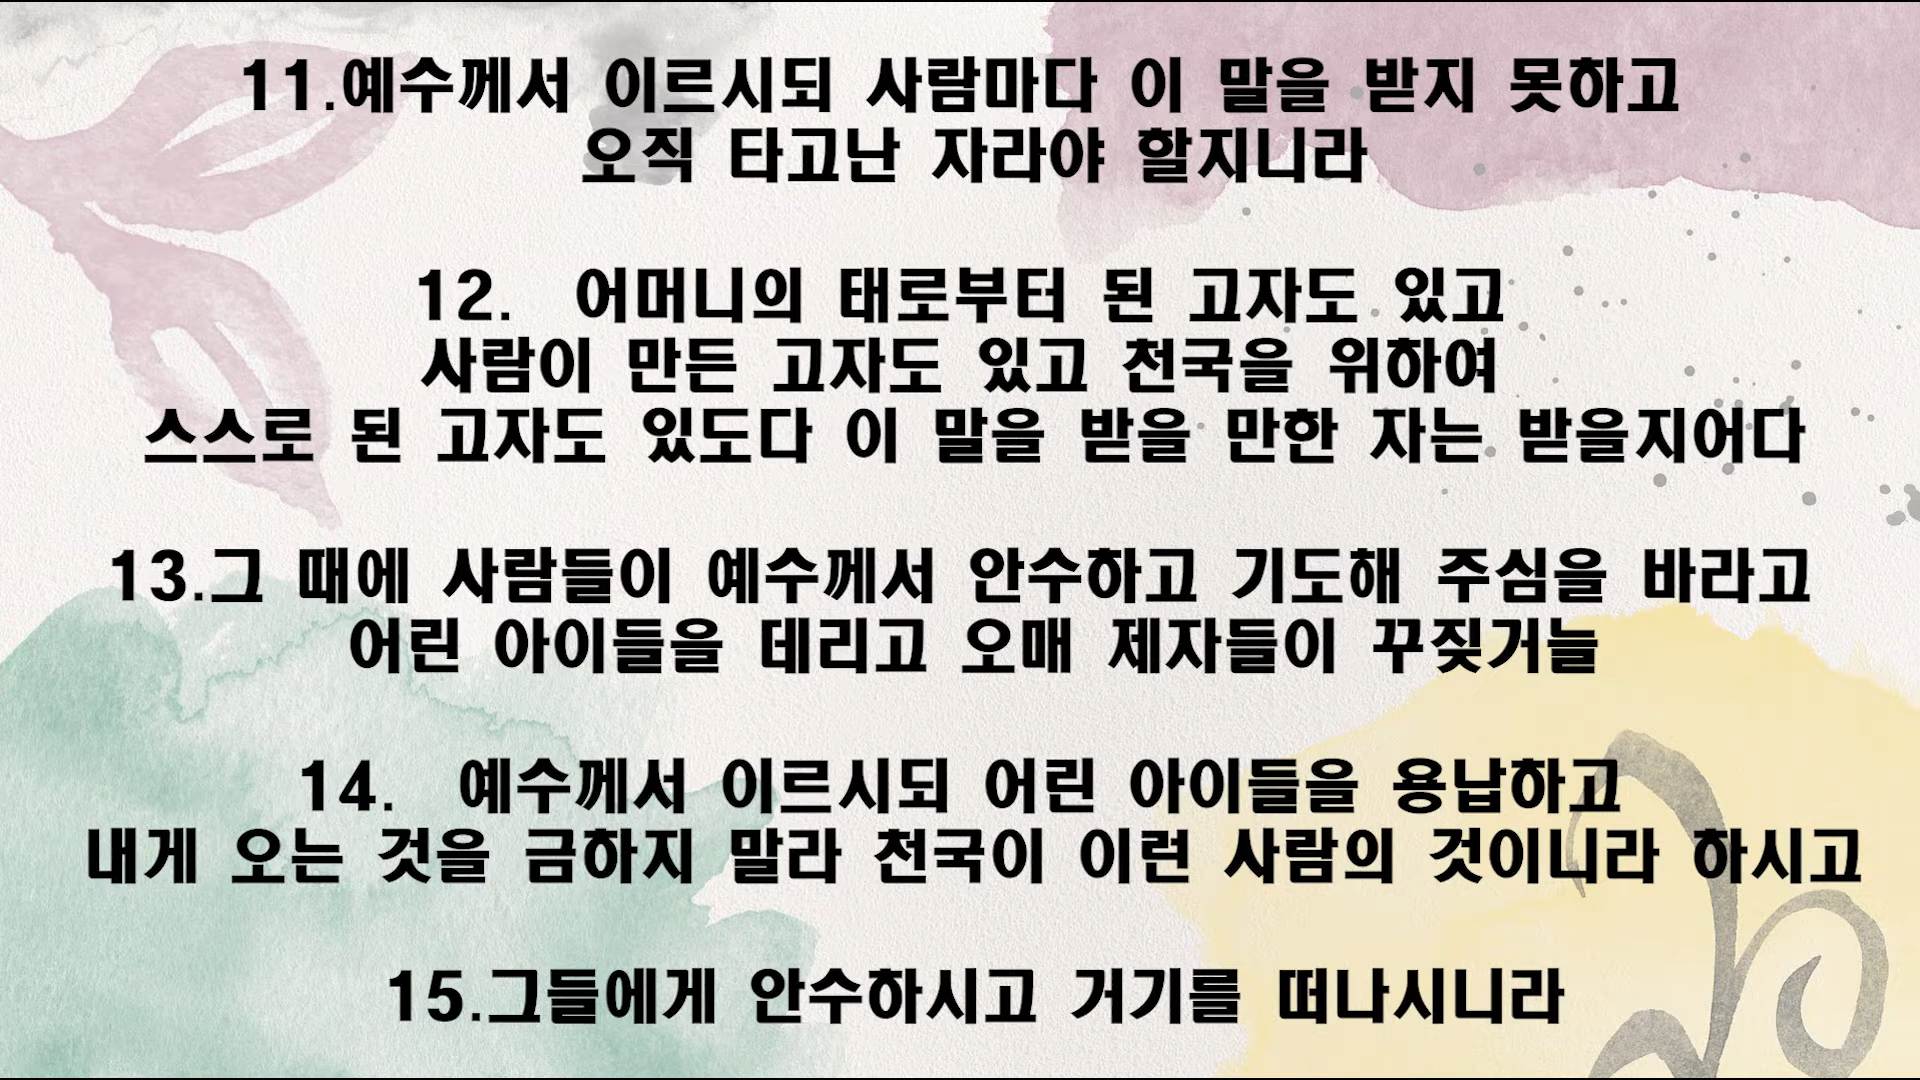 11.예수께서 이르시되 사람마다 이 말을 받지 못하고
오직 타고난 자라야 할지니라
12. 어머니의 태로부터 된 고자도 있고
사람이 만든 고자도 있고 천국을 위하여
스스로 된 고자도 있도다 이 말을 받을 만한 자는 받을지어다
13.그 때에 사람들이 예수께서 안수하고 기도해 주심을 바라고
어린 아이들을 데리고 오매 제자들이 꾸짖거늘
14. 예수께서 이르시되 어린 아이들을 용납하고
내게 오는 것을 금하지 말라 천국이 이런 사람의 것이니라 하시고
15.그들에게 안수하시고 거기를 떠나시니라